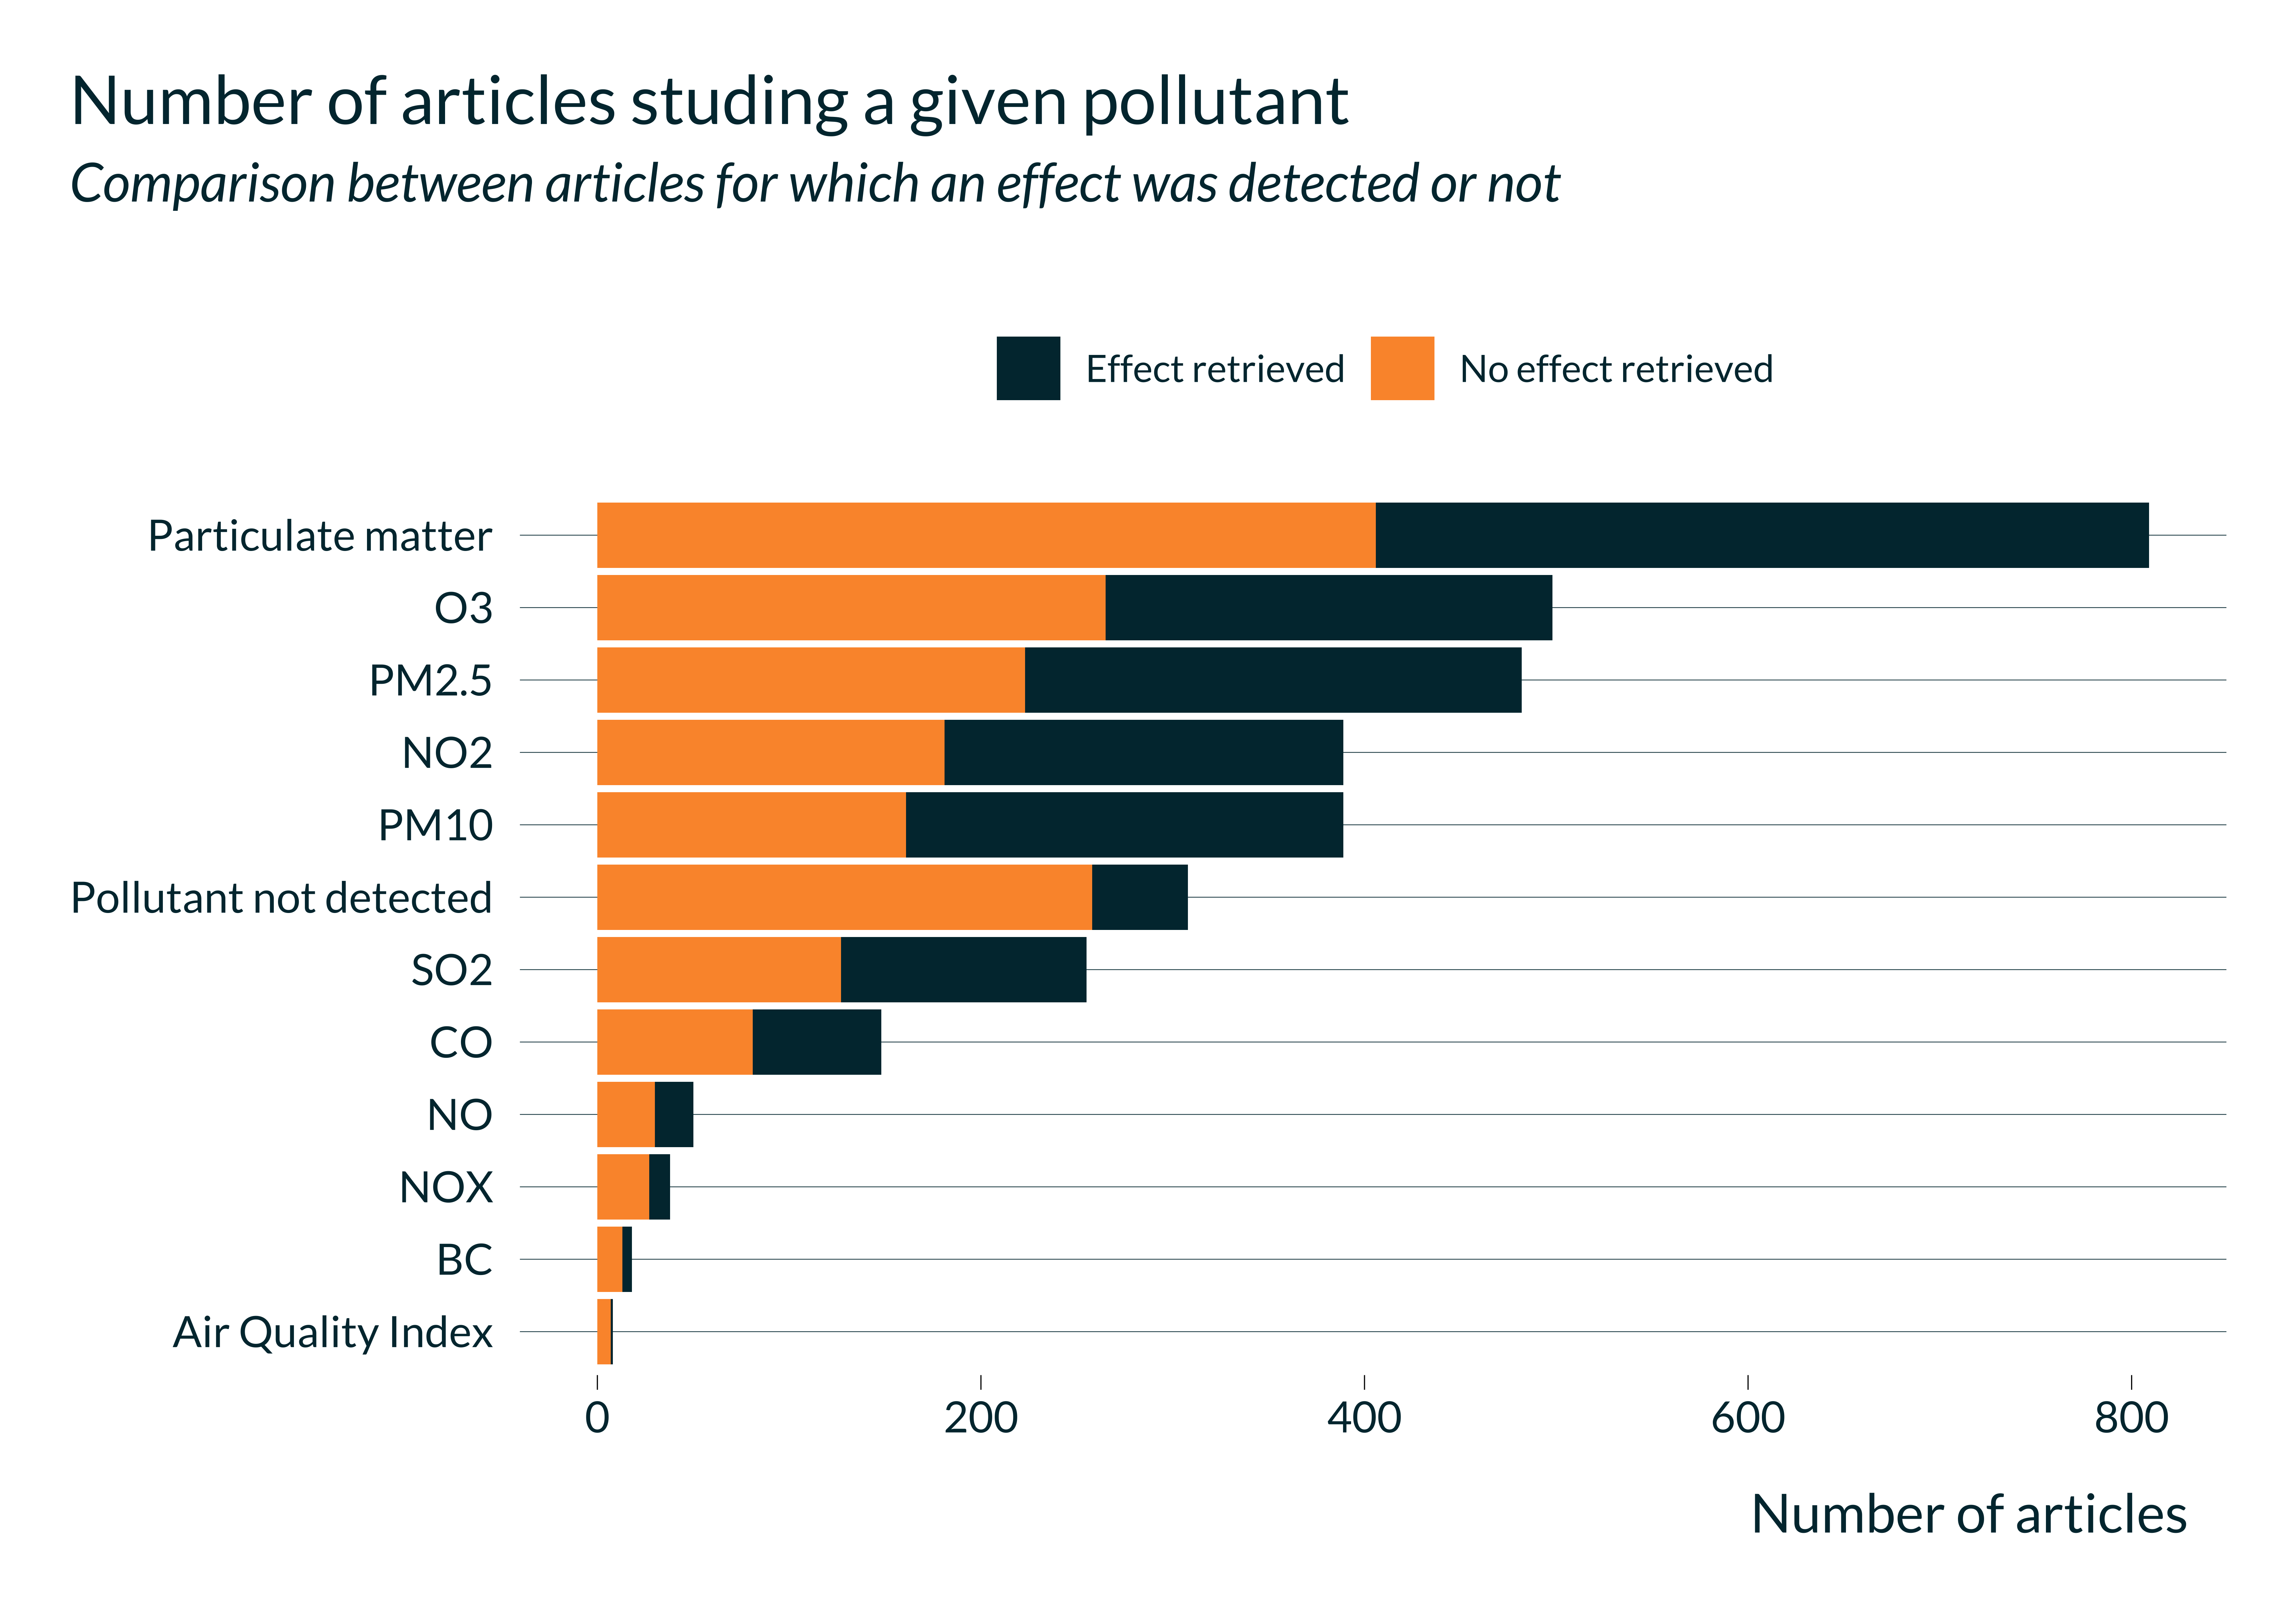 Number of articles studing a given pollutant
Comparison between articles for which an effect was detected or not
Effect retrieved No effect retrieved
Particulate matter
O3
PM2.5
NO2
PM10
Pollutant not detected
SO2
CO
NO
NOX
BC
Air Quality Index
0 200 400 600 800
Number of articles